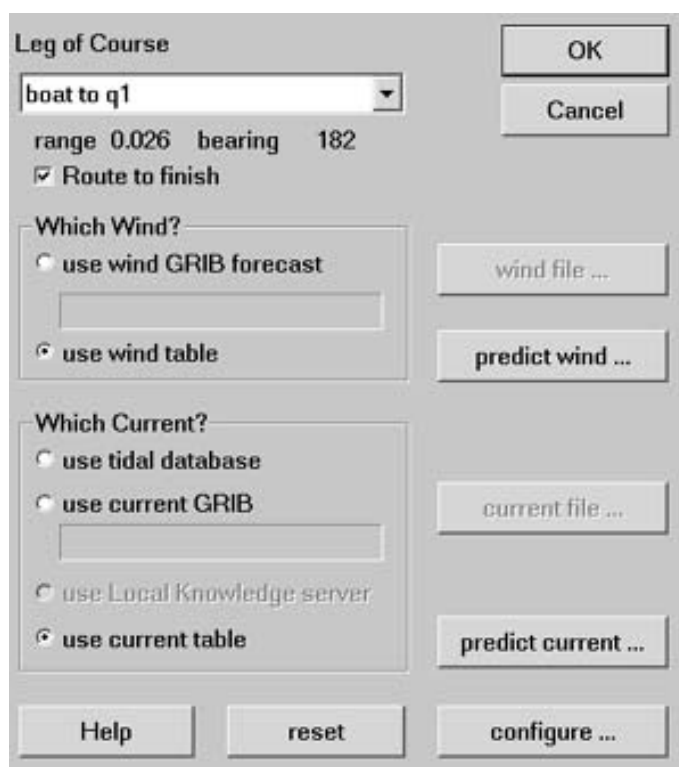 Leg of Course
OK
boat to q1
Cancel
range 0.026 bearing 182
Route to finish
Which Wind?
use wind GRIB forecast
wind file ...
use wind table
predict wind ...
Which Current?
use tidal database
use current GRIB
current file ...
use Local Knowledge server
use current table
predict current ...
Help
reset
configure ...